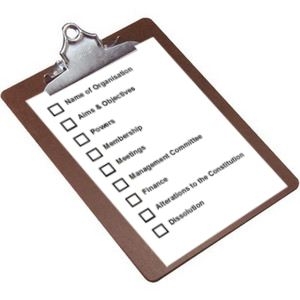 Name of Organisation
Aims & Objectives
Powers
Membership
Meetings
Management Committee
Finance
Alterations to the Constitution
Dissolution